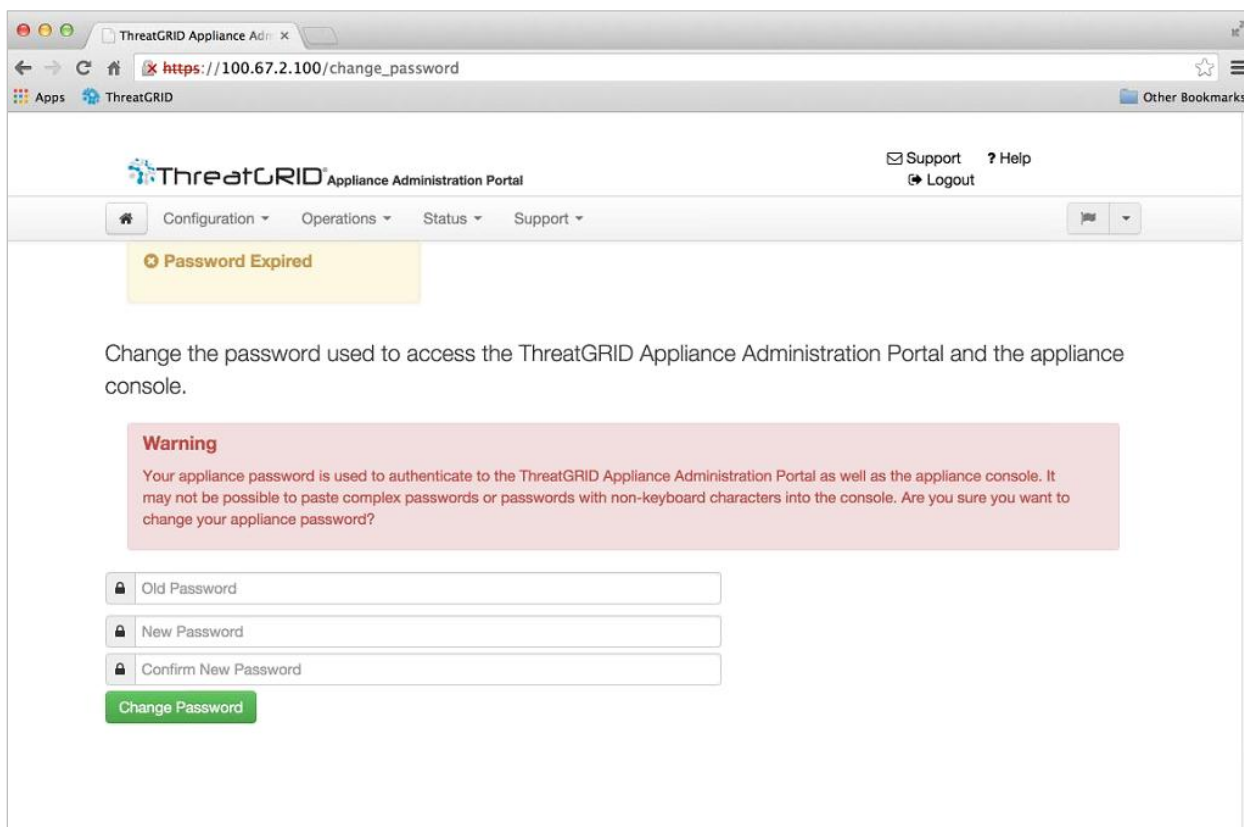 ThreatGRID Appliance Adm
https://100.67.2.100/change_password
Apps ThreatGRID Other Bookmarks
ThreatGRID® Appliance Administration Portal
Support ? Help
Logout
Configuration Operations Status Support
Password Expired
Change the password used to access the ThreatGRID Appliance Administration Portal and the appliance
console.
Warning
Your appliance password is used to authenticate to the ThreatGRID Appliance Administration Portal as well as the appliance console. It
may not be possible to paste complex passwords or passwords with non-keyboard characters into the console. Are you sure you want to
change your appliance password?
Old Password
New Password
Confirm New Password
Change Password